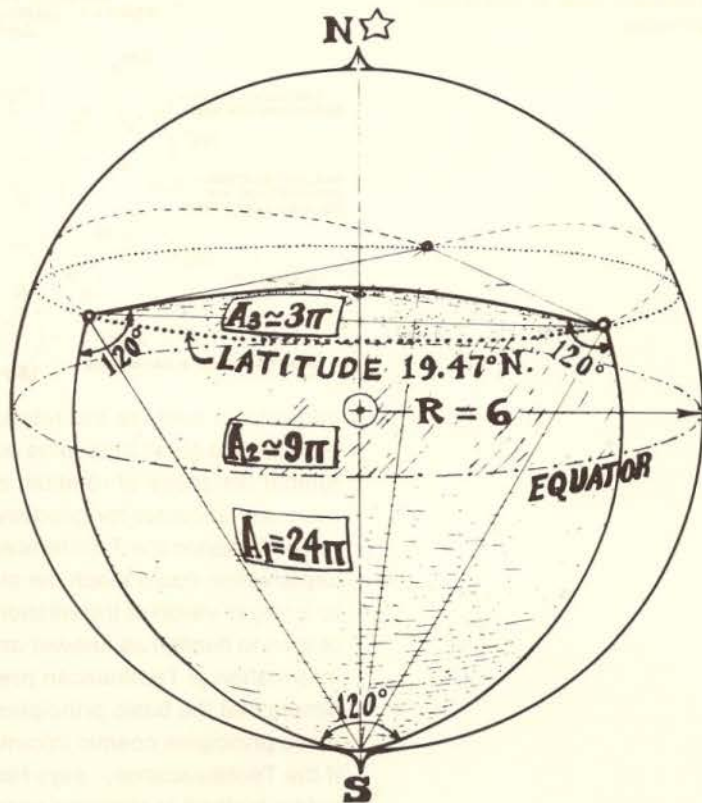 N☆
A₃≃3π
120°
120°
LATITUDE 19.47°N.
R = 6
A₂≃9π
EQUATOR
A₁≡24π
120°
S